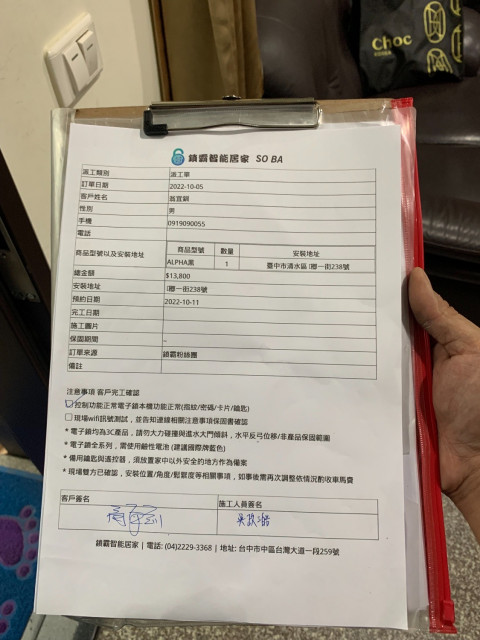 Choc
鎖霸智能居家 SO BA
派工類別 派工單
訂單日期 2022-10-05
客戶姓名 翁宜銅
性別 男
手機 0919090055
電話
商品型號以及安裝地址 商品型號 數量 安裝地址
ALPHA黑 1 臺中市清水區 鄉一街238號
總金額 $13,800
安裝地址 鄉一街238號
預約日期 2022-10-11
完工日期
施工圖片
保固期間 –
訂單來源 鎖霸粉絲團
備註
注意事項 客戶完工確認
控制功能正常電子鎖本機功能正常(指紋/密碼/卡片/鑰匙)
現場wifi訊號測試，並告知連線相關注意事項保固書確認
* 電子鎖均為3C產品，請勿大力碰撞與進水大門傾斜，水平反弓位移/非產品保固範圍
* 電子鎖全系列，需使用鹼性電池 (建議國際牌藍色)
* 備用鑰匙與遙控器，須放置家中以外安全的地方作為備案
* 現場雙方已確認，安裝位置/角度/鬆緊度等相關事項，如事後需再次調整依情況酌收車馬費
客戶簽名 施工人員簽名
鎖霸智能居家 | 電話: (04)2229-3368 | 地址: 台中市中區台灣大道一段259號